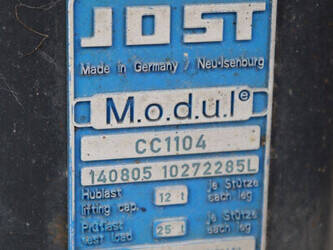 JOST
Made in Germany / Neu-Isenburg
M.o.d.u.l e
CC1104
140805 10272285L
Hublast 12 t je Stütze
lifting cap. each leg
Prüflast 25 t je Stütze
test load each leg